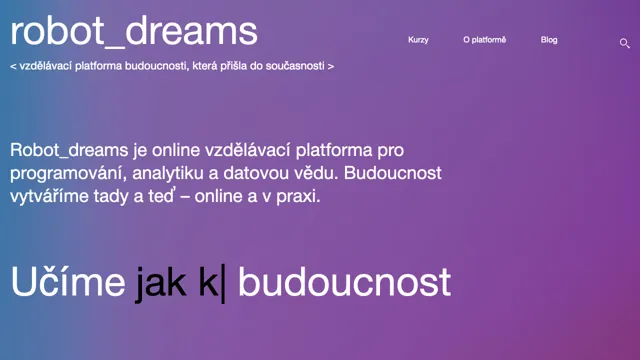 robot_dreams
Kurzy
O platformě
Blog
< vzdělávací platforma budoucnosti, která přišla do současnosti >
Robot_dreams je online vzdělávací platforma pro
programování, analytiku a datovou vědu. Budoucnost
vytváříme tady a teď – online a v praxi.
Učíme jak k| budoucnost